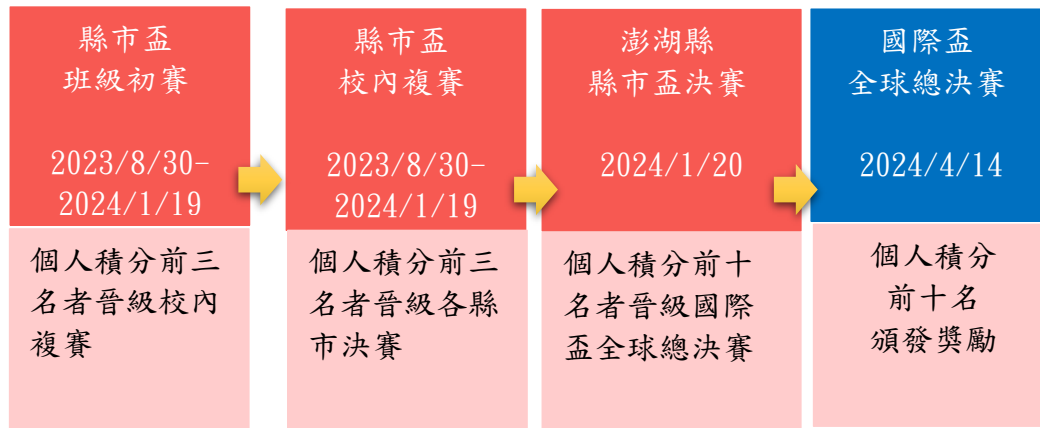 縣市盃
班級初賽
2023/8/30-
2024/1/19
個人積分前三
名者晉級校內
複賽
縣市盃
校內複賽
2023/8/30-
2024/1/19
個人積分前三
名者晉級各縣
市決賽
澎湖縣
縣市盃決賽
2024/1/20
個人積分前十
名者晉級國際
盃全球總決賽
國際盃
全球總決賽
2024/4/14
個人積分
前十名
頒發獎勵